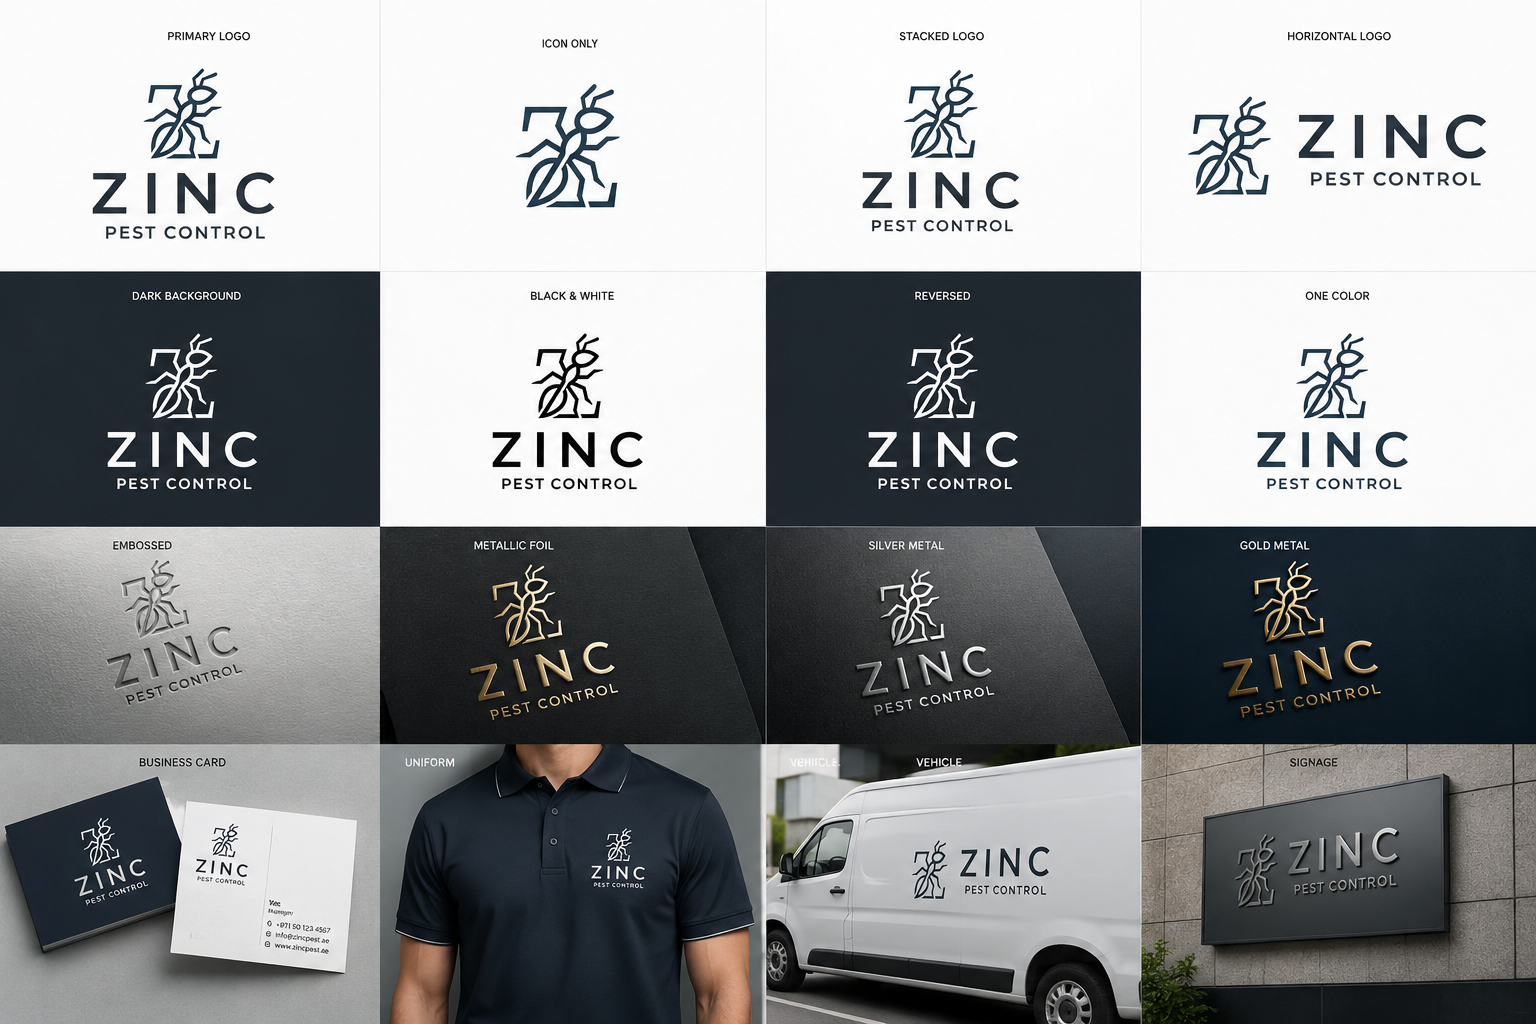 PRIMARY LOGO
ZINC
PEST CONTROL
ICON ONLY
STACKED LOGO
ZINC
PEST CONTROL
HORIZONTAL LOGO
ZINC
PEST CONTROL
DARK BACKGROUND
ZINC
PEST CONTROL
BLACK & WHITE
ZINC
PEST CONTROL
REVERSED
ZINC
PEST CONTROL
ONE COLOR
ZINC
PEST CONTROL
EMBOSSED
ZINC
PEST CONTROL
METALLIC FOIL
ZINC
PEST CONTROL
SILVER METAL
ZINC
PEST CONTROL
GOLD METAL
ZINC
PEST CONTROL
BUSINESS CARD
ZINC
PEST CONTROL
ZINC
PEST CONTROL
+971 50 123 4567
info@zincpest.ae
www.zincpest.ae
UNIFORM
ZINC
PEST CONTROL
VEHICLE
ZINC
PEST CONTROL
SIGNAGE
ZINC
PEST CONTROL